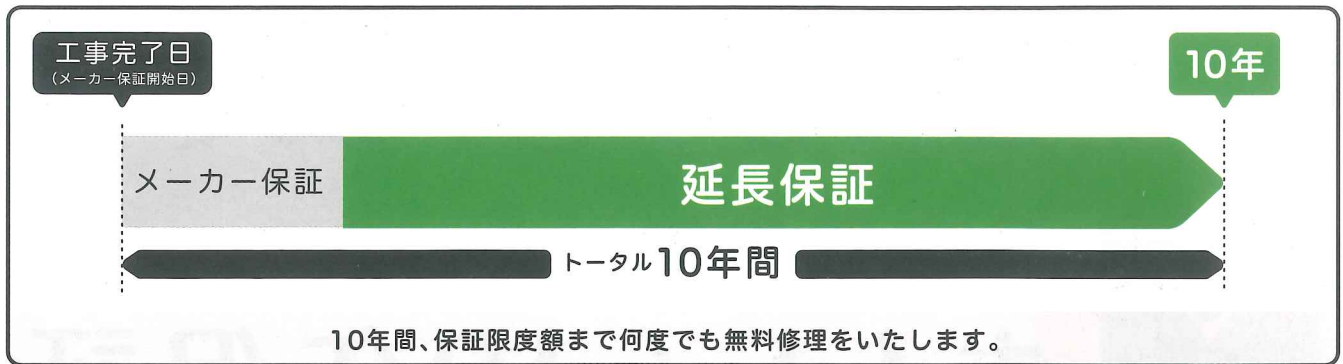 工事完了日
（メーカー保証開始日）
10年
メーカー保証
延長保証
トータル10年間
10年間、保証限度額まで何度でも無料修理をいたします。